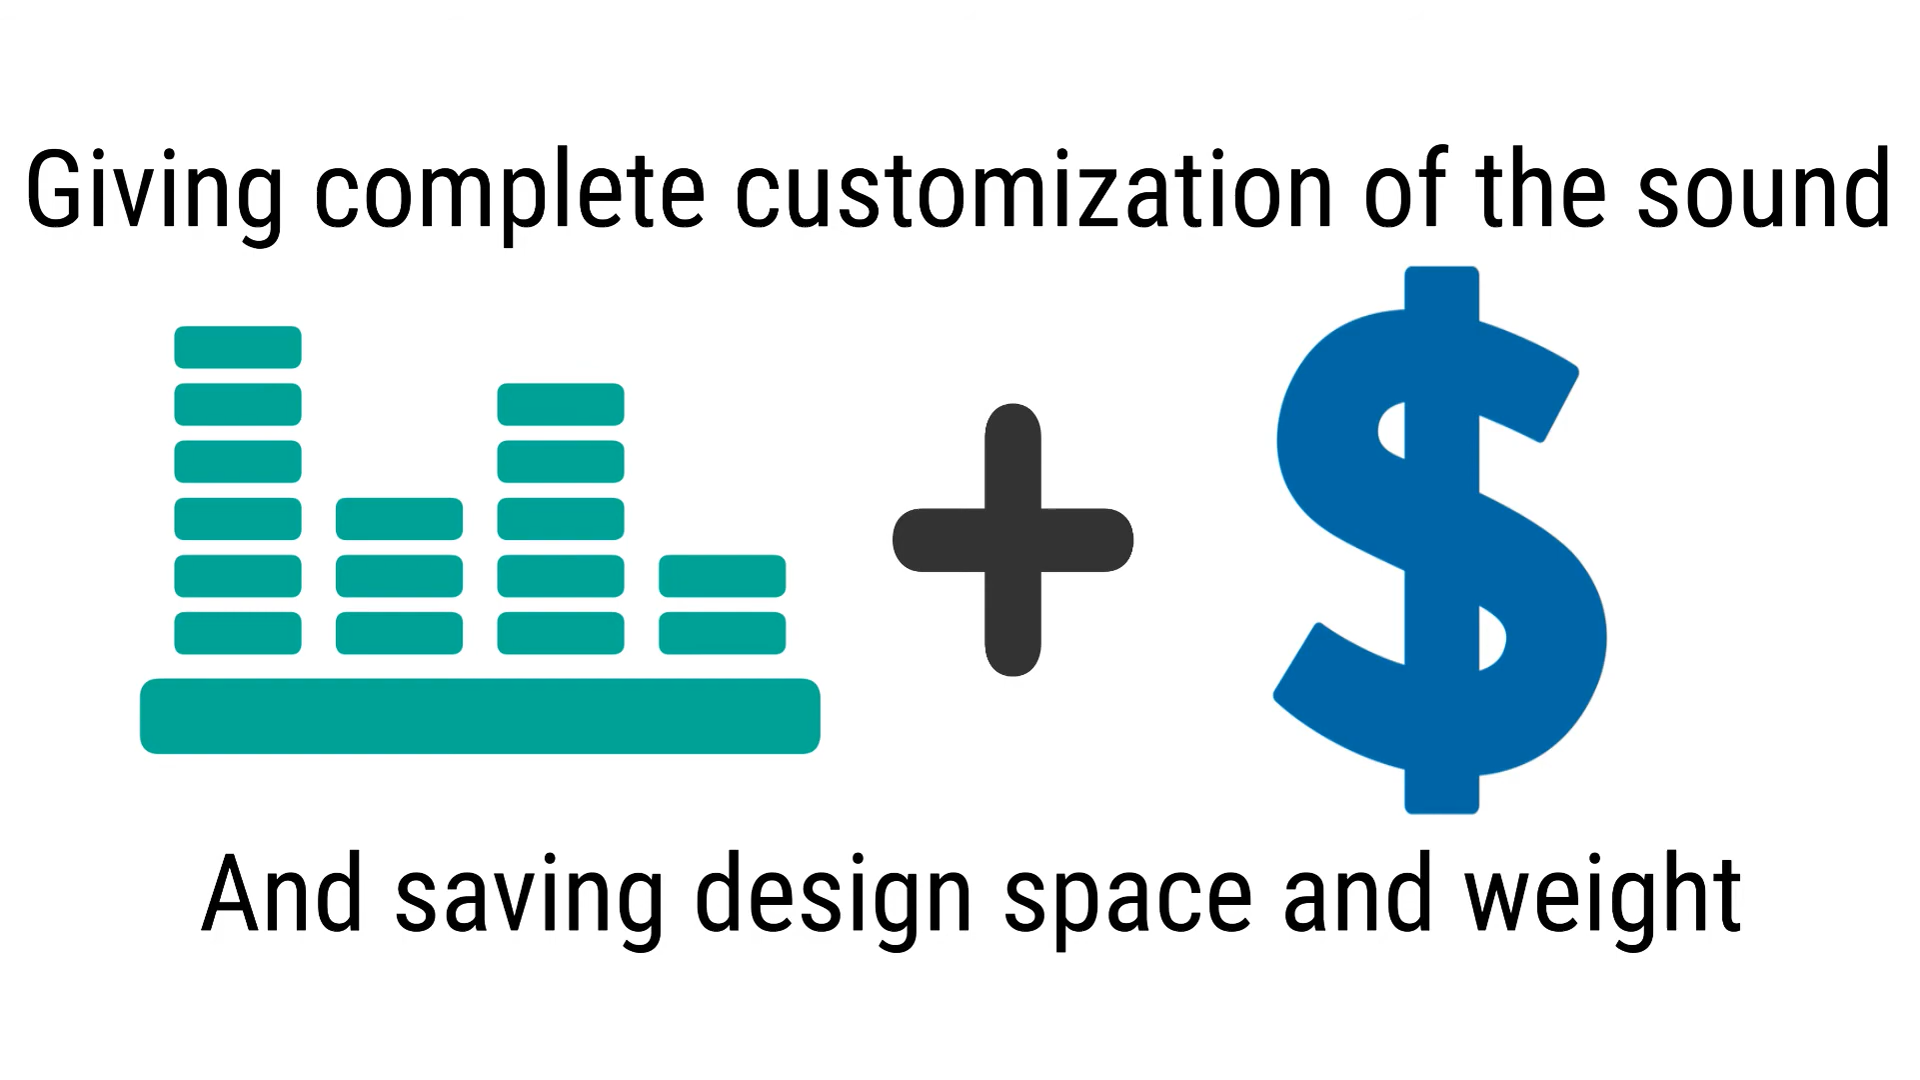 Giving complete customization of the sound
And saving design space and weight